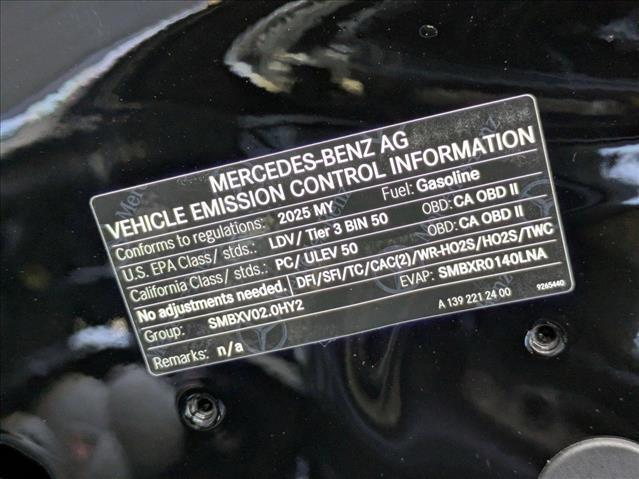 MERCEDES-BENZ AG
VEHICLE EMISSION CONTROL INFORMATION
Conforms to regulations: 2025 MY Fuel: Gasoline
U.S. EPA Class/ stds.: LDV/ Tier 3 BIN 50 OBD: CA OBD II
California Class/ stds.: PC/ ULEV 50 OBD: CA OBD II
No adjustments needed. DFI/SFI/TC/CAC(2)/WR-HO2S/HO2S/TWC
Group: SMBXV02.0HY2 EVAP: SMBXR0140LNA
Remarks: n/a A 139 221 24 00 9265440